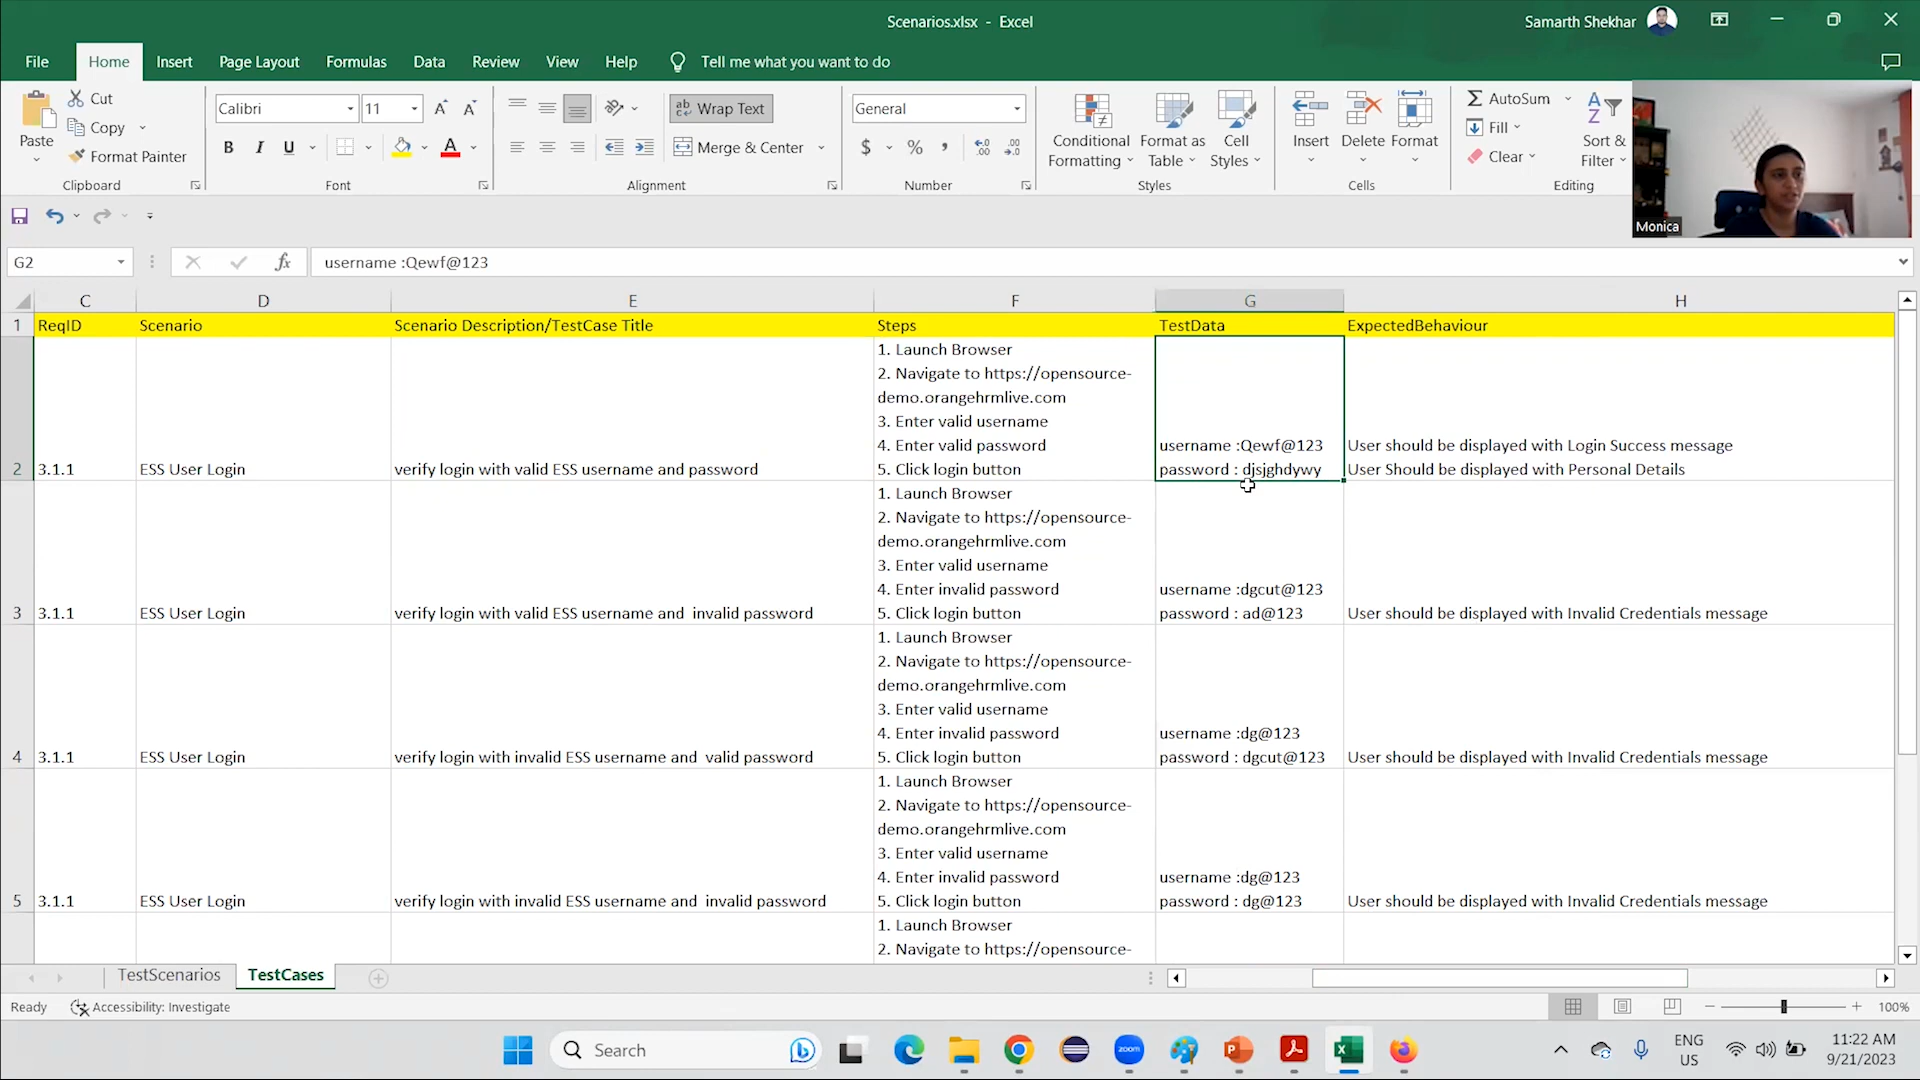 Scenarios.xlsx - Excel
Samarth Shekhar
File Home Insert Page Layout Formulas Data Review View Help Tell me what you want to do
Paste
Cut
Copy
Format Painter
Clipboard
Calibri 11
B I U A
Font
ab Wrap Text
Merge & Center
Alignment
General
$ % ,
Number
Conditional Formatting
Format as Table
Cell Styles
Styles
Insert Delete Format
Cells
AutoSum
Fill
Clear
Sort & Filter
Editing
Monica
G2
fx
username :Qewf@123
C D E F G H
1 ReqID Scenario Scenario Description/TestCase Title Steps TestData ExpectedBehaviour
1. Launch Browser
2. Navigate to https://opensource-
demo.orangehrmlive.com
3. Enter valid username
4. Enter valid password username :Qewf@123 User should be displayed with Login Success message
2 3.1.1 ESS User Login verify login with valid ESS username and password 5. Click login button password : djsjghdywy User Should be displayed with Personal Details
1. Launch Browser
2. Navigate to https://opensource-
demo.orangehrmlive.com
3. Enter valid username
4. Enter invalid password username :dgcut@123
3 3.1.1 ESS User Login verify login with valid ESS username and  invalid password 5. Click login button password : ad@123 User should be displayed with Invalid Credentials message
1. Launch Browser
2. Navigate to https://opensource-
demo.orangehrmlive.com
3. Enter valid username
4. Enter invalid password username :dg@123
4 3.1.1 ESS User Login verify login with invalid ESS username and  valid password 5. Click login button password : dgcut@123 User should be displayed with Invalid Credentials message
1. Launch Browser
2. Navigate to https://opensource-
demo.orangehrmlive.com
3. Enter valid username
4. Enter invalid password username :dg@123
5 3.1.1 ESS User Login verify login with invalid ESS username and  invalid password 5. Click login button password : dg@123 User should be displayed with Invalid Credentials message
1. Launch Browser
2. Navigate to https://opensource-
TestScenarios TestCases
Ready Accessibility: Investigate 100%
Search
zoom
ENG
US
11:22 AM
9/21/2023